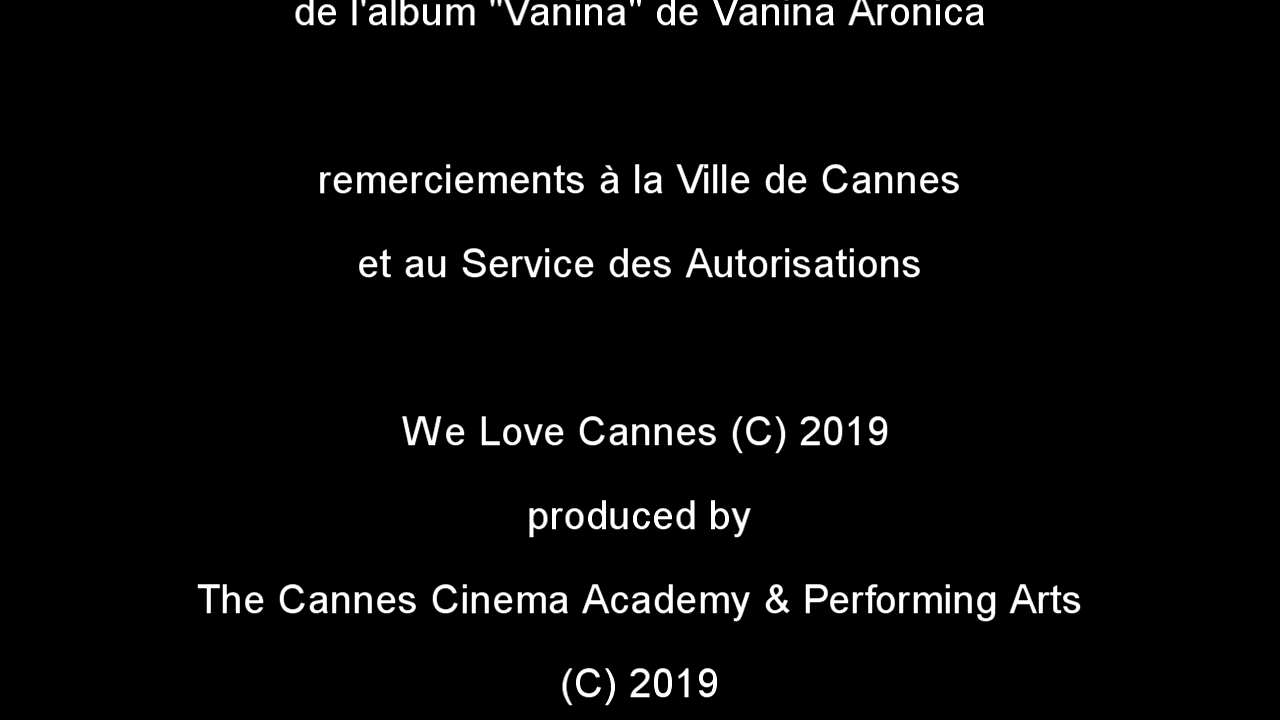 de l'album "Vanina" de Vanina Aronica
remerciements à la Ville de Cannes
et au Service des Autorisations
We Love Cannes (C) 2019
produced by
The Cannes Cinema Academy & Performing Arts
(C) 2019